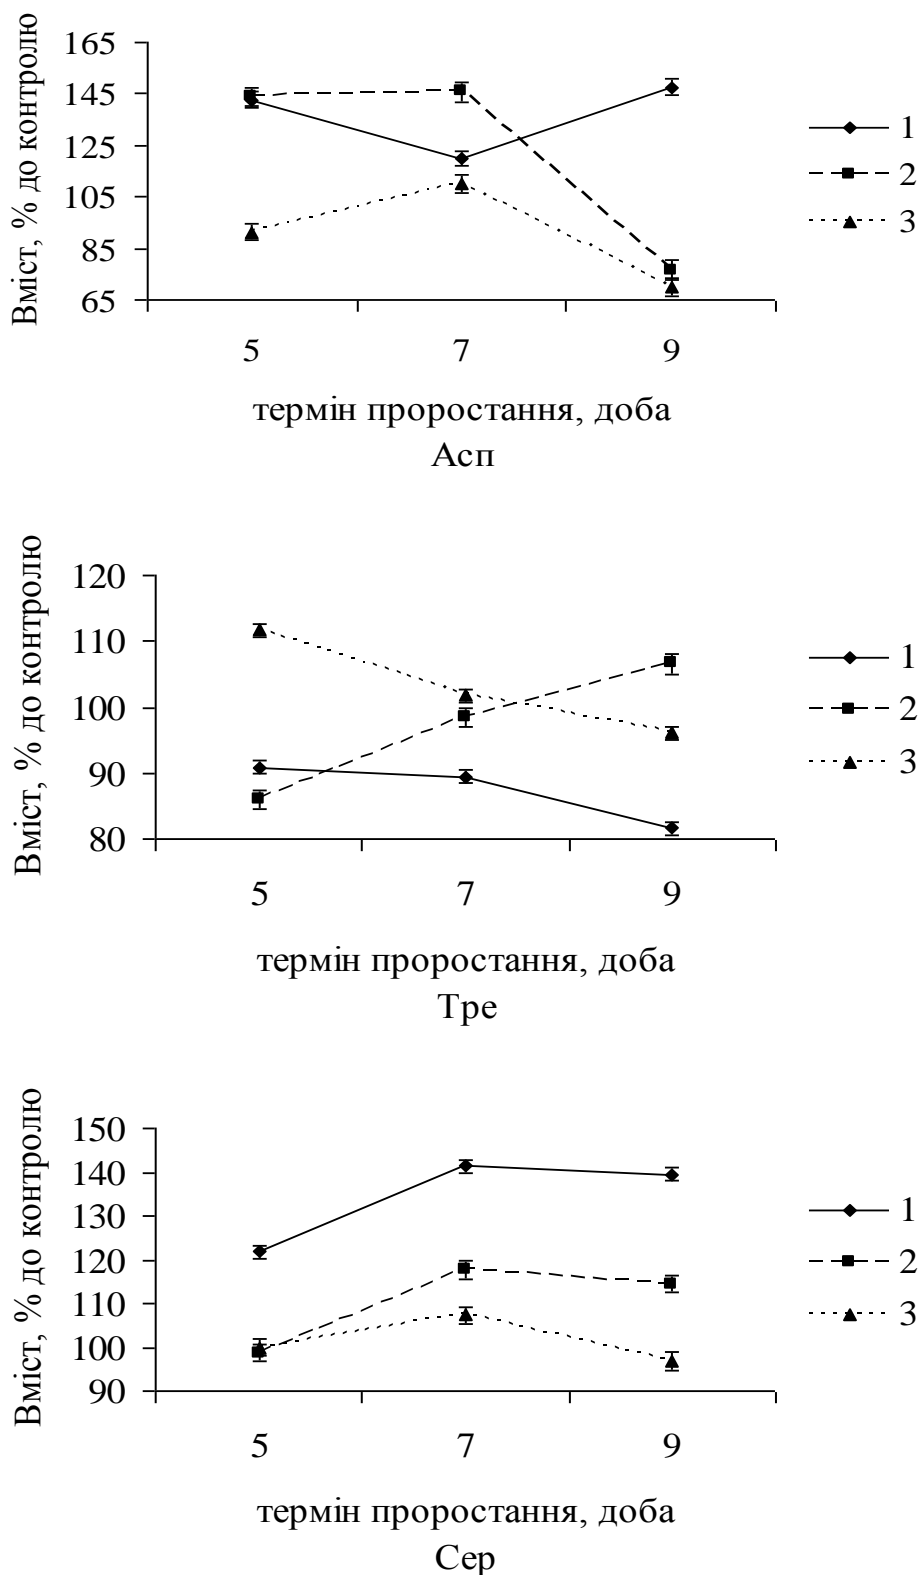 Вміст, % до контролю
165
145
125
105
85
65
5 7 9
термін проростання, доба
Асп
1
2
3
Вміст, % до контролю
120
110
100
90
80
5 7 9
термін проростання, доба
Тре
1
2
3
Вміст, % до контролю
150
140
130
120
110
100
90
5 7 9
термін проростання, доба
Сер
1
2
3